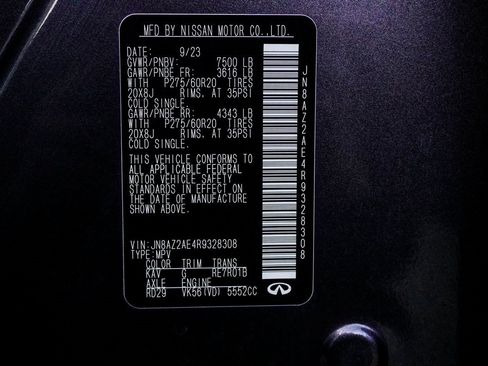 MFD BY NISSAN MOTOR CO.,LTD.
DATE: 9/23
GVWR/PNBV: 7500 LB
GAWR/PNBE FR: 3616 LB
WITH P275/60R20 TIRES
20X8J RIMS, AT 35PSI
COLD SINGLE.
GAWR/PNBE RR: 4343 LB
WITH P275/60R20 TIRES
20X8J RIMS, AT 35PSI
COLD SINGLE.
THIS VEHICLE CONFORMS TO
ALL APPLICABLE FEDERAL
MOTOR VEHICLE SAFETY
STANDARDS IN EFFECT ON
THE DATE OF MANUFACTURE
SHOWN ABOVE.
VIN: JN8AZ2AE4R9328308
TYPE: MPV
COLOR TRIM TRANS
KAV G RE7R01B
AXLE ENGINE
RD29 VK56(VD) 5552CC
JN8AZ2AE4R9328308